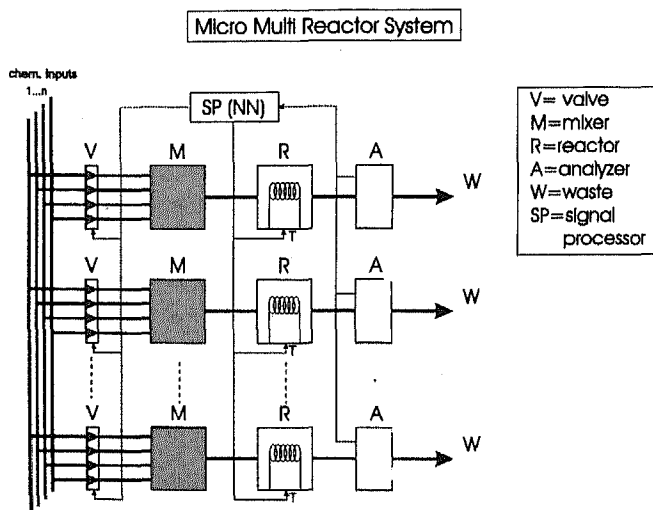 Micro Multi Reactor System
chem. inputs
1...n
SP (NN)
V M R A
W
T
V M R A
W
T
V M R A
W
T
V= valve
M=mixer
R=reactor
A=analyzer
W=waste
SP=signal
processor